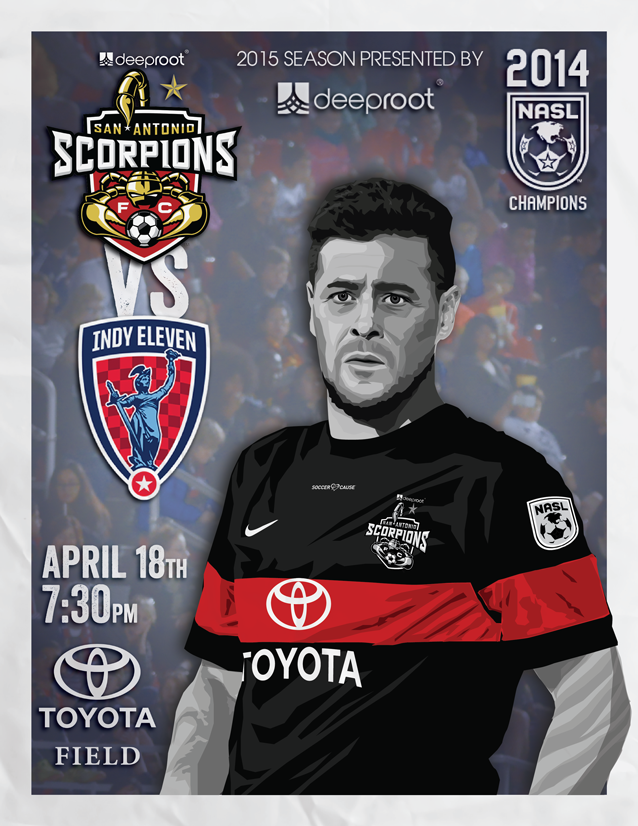 deeproot®
SAN ANTONIO
SCORPIONS
F C
VS
INDY ELEVEN
APRIL 18TH
7:30PM
TOYOTA
FIELD
2015 SEASON PRESENTED BY
deeproot®
2014
NASL
CHAMPIONS
SOCCER CAUSE
deeproot
SAN ANTONIO
SCORPIONS
NASL
TOYOTA